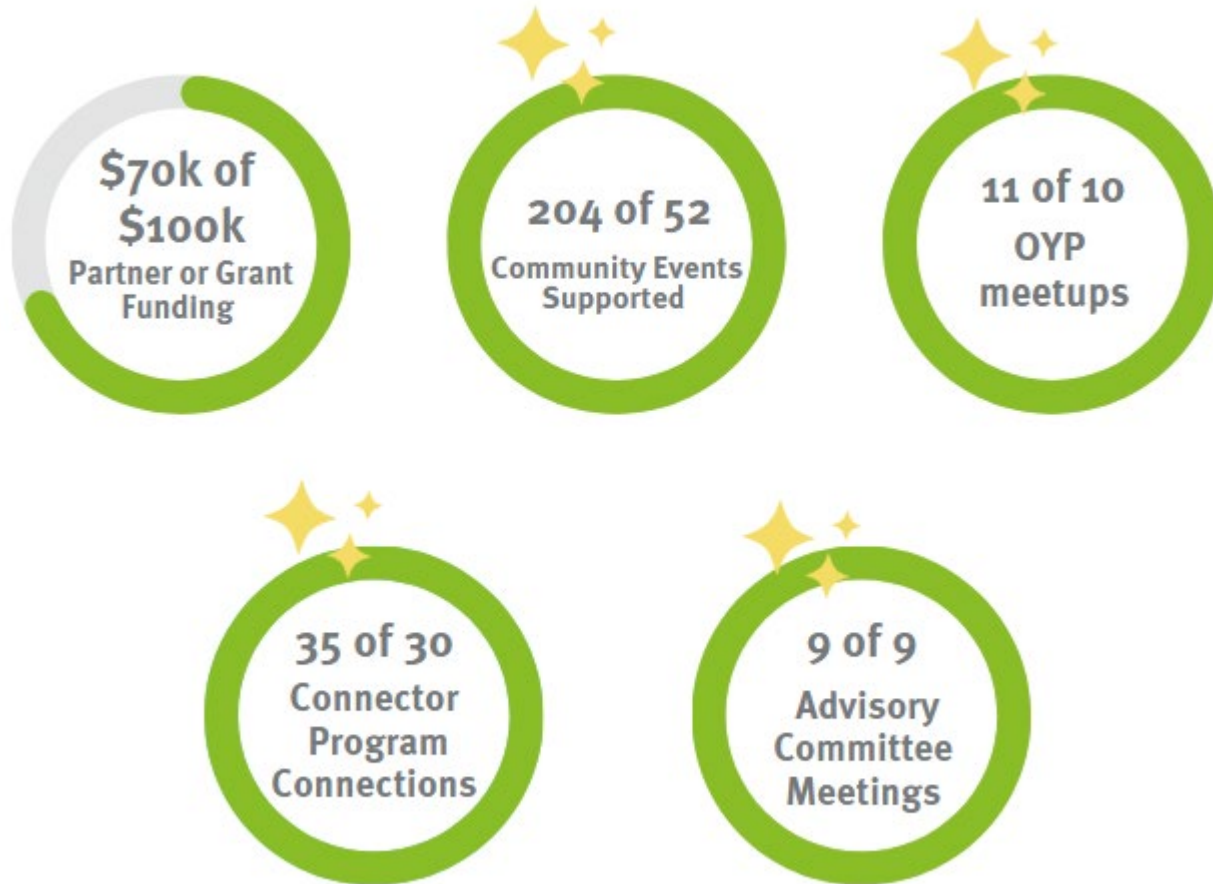 $70k of
$100k
Partner or Grant
Funding
204 of 52
Community Events
Supported
11 of 10
OYP
meetups
35 of 30
Connector
Program
Connections
9 of 9
Advisory
Committee
Meetings